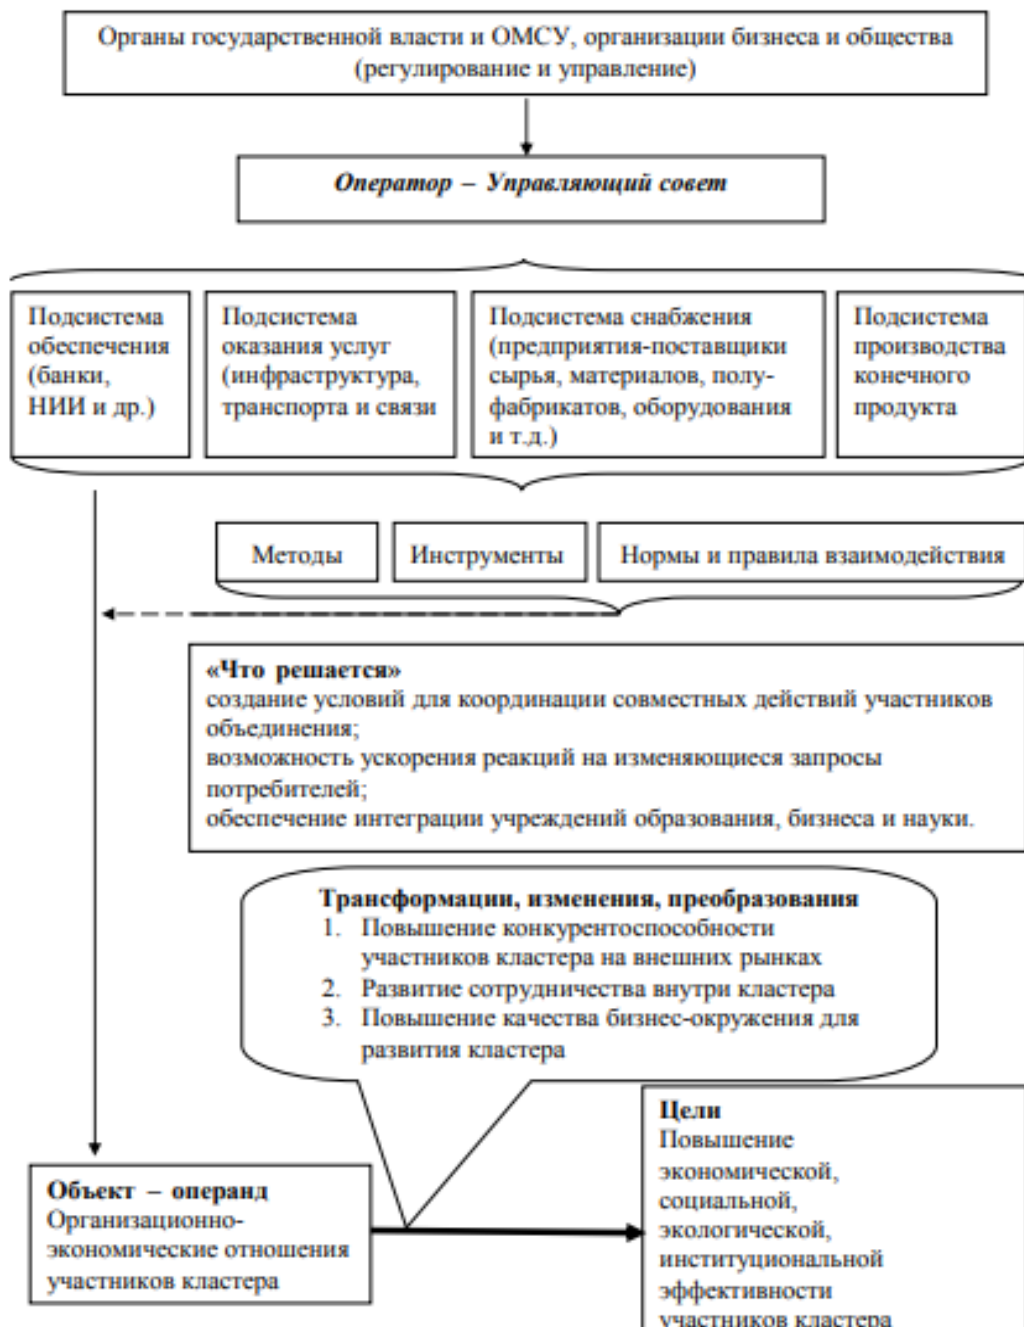 Органы государственной власти и ОМСУ, организации бизнеса и общества
(регулирование и управление)
Оператор – Управляющий совет
Подсистема
обеспечения
(банки,
НИИ и др.)
Подсистема
оказания услуг
(инфраструктура,
транспорта и связи
Подсистема снабжения
(предприятия-поставщики
сырья, материалов, полу-
фабрикатов, оборудования
и т.д.)
Подсистема
производства
конечного
продукта
Методы
Инструменты
Нормы и правила взаимодействия
«Что решается»
создание условий для координации совместных действий участников
объединения;
возможность ускорения реакций на изменяющиеся запросы
потребителей;
обеспечение интеграции учреждений образования, бизнеса и науки.
Трансформации, изменения, преобразования
1. Повышение конкурентоспособности
участников кластера на внешних рынках
2. Развитие сотрудничества внутри кластера
3. Повышение качества бизнес-окружения для
развития кластера
Объект – операнд
Организационно-
экономические отношения
участников кластера
Цели
Повышение
экономической,
социальной,
экологической,
институциональной
эффективности
участников кластера